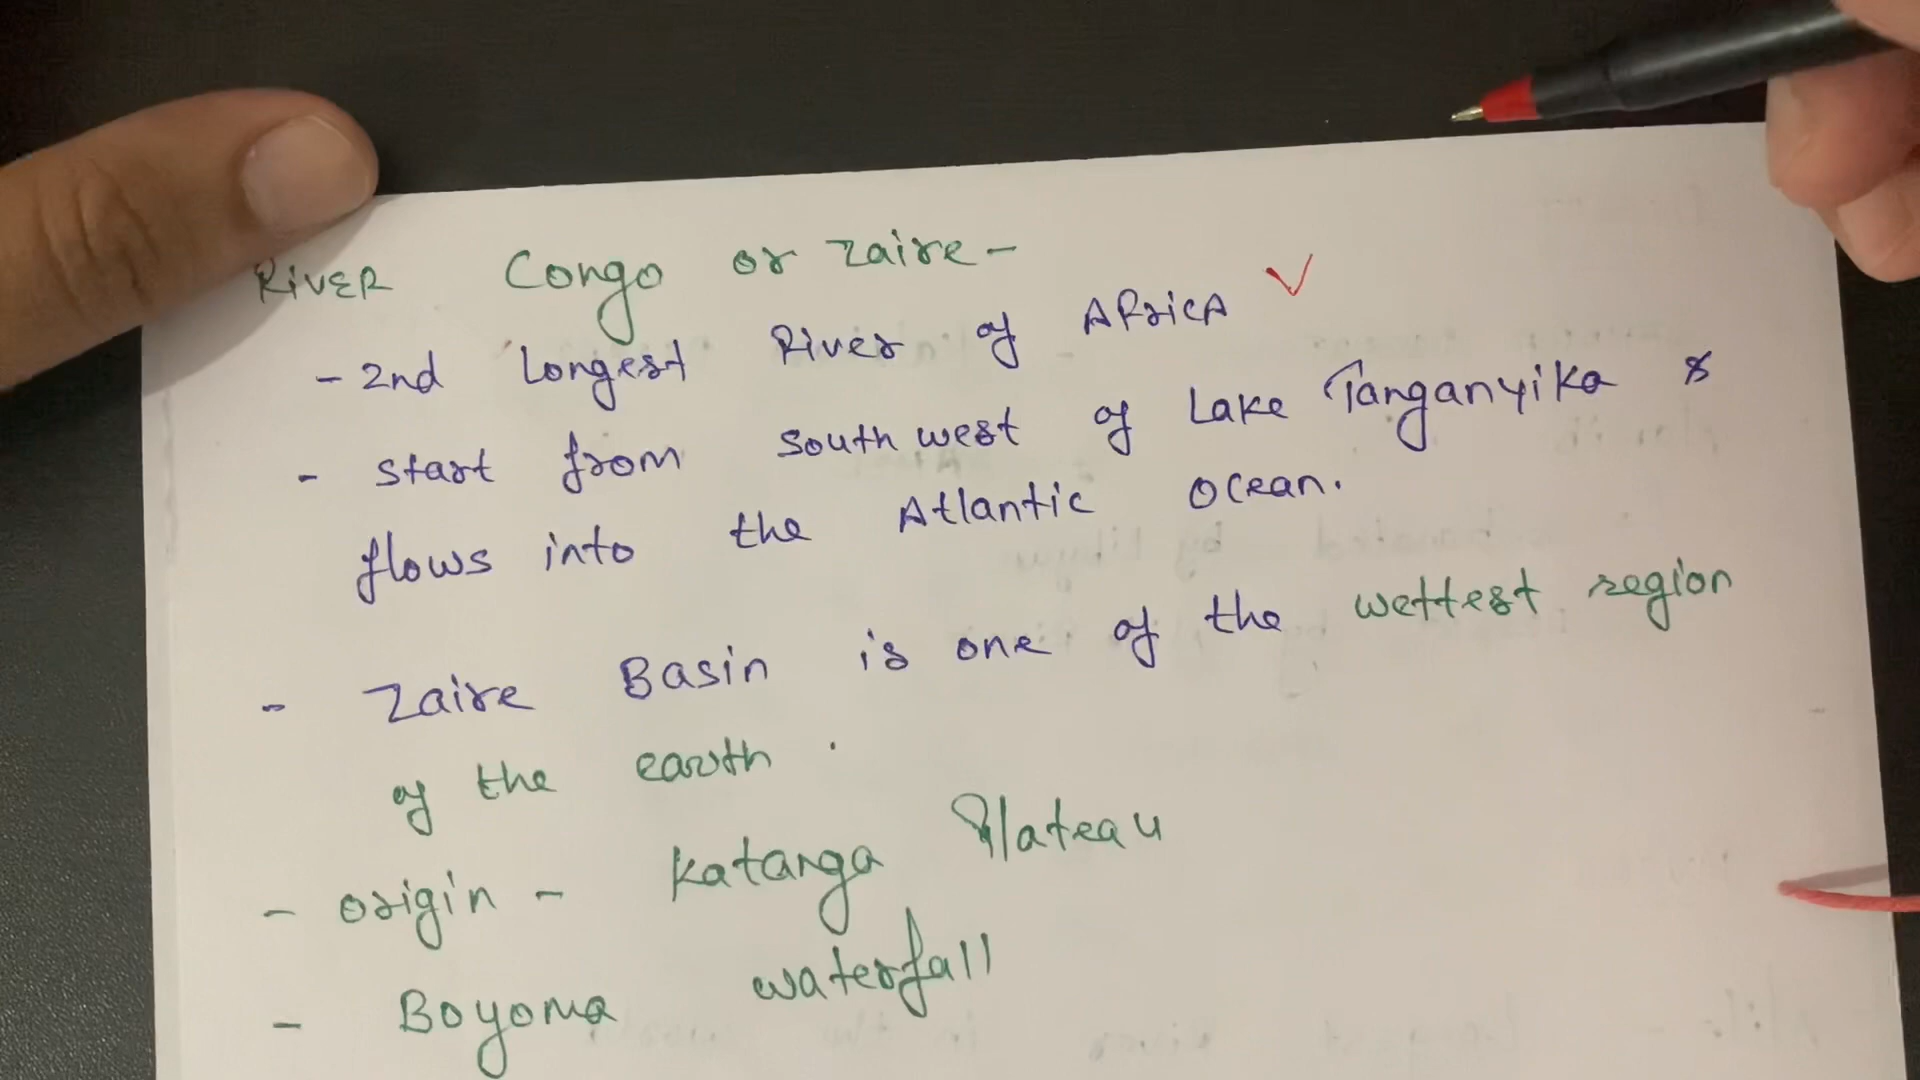 RIVER Congo or Zaire -
- 2nd Longest River of AFricA ✓
- start from south west of Lake Tanganyika &
flows into the Atlantic Ocean.
- Zaire Basin is one of the wettest region
of the earth .
- origin - Katanga Plateau
- Boyoma waterfall